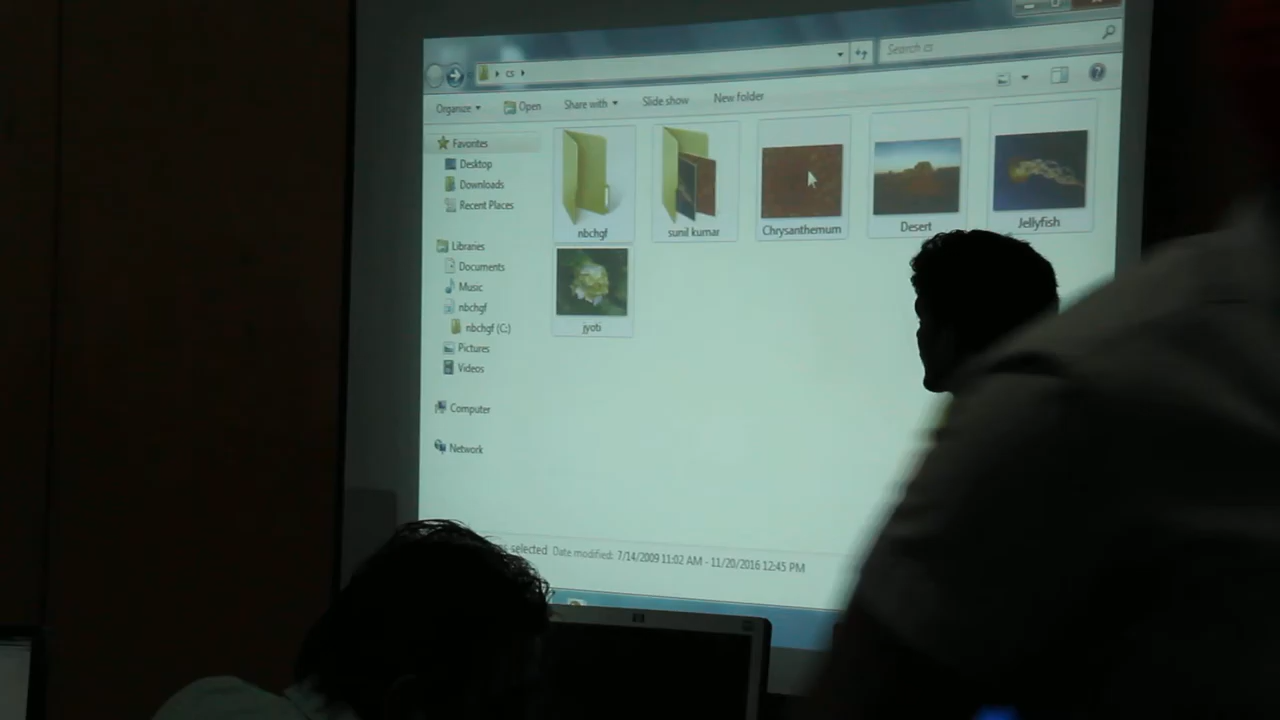 cs
Search cs
Organize
Open
Share with
Slide show
New folder
Favorites
Desktop
Downloads
Recent Places
Libraries
Documents
Music
nbchgf
nbchgf (C:)
Pictures
Videos
Computer
Network
nbchgf
sunil kumar
Chrysanthemum
Desert
Jellyfish
jyoti
selected Date modified: 7/14/2009 11:02 AM - 11/20/2016 12:45 PM
hp